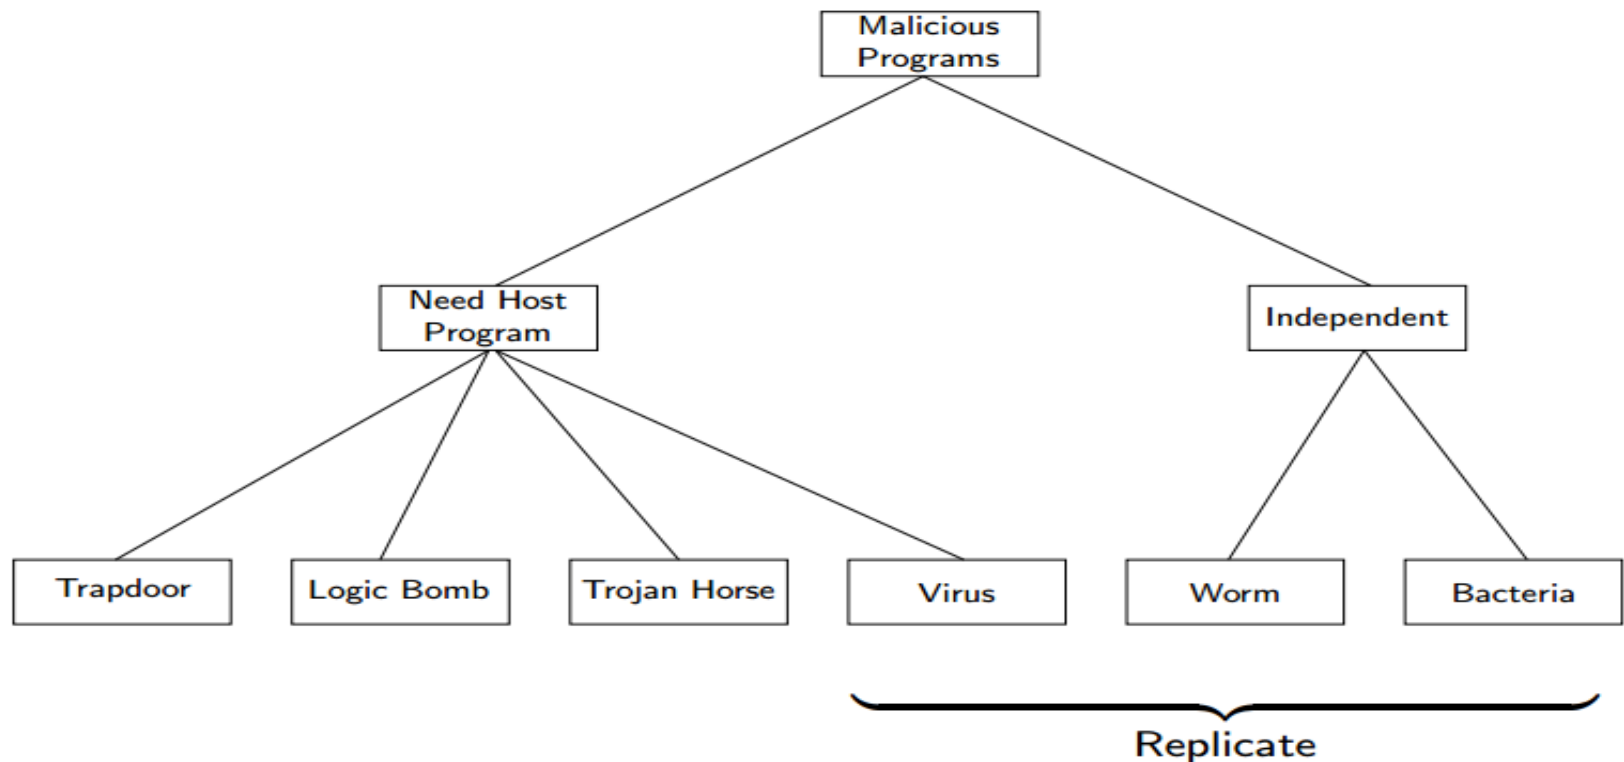 Malicious
Programs
Need Host
Program
Independent
Trapdoor
Logic Bomb
Trojan Horse
Virus
Worm
Bacteria
Replicate